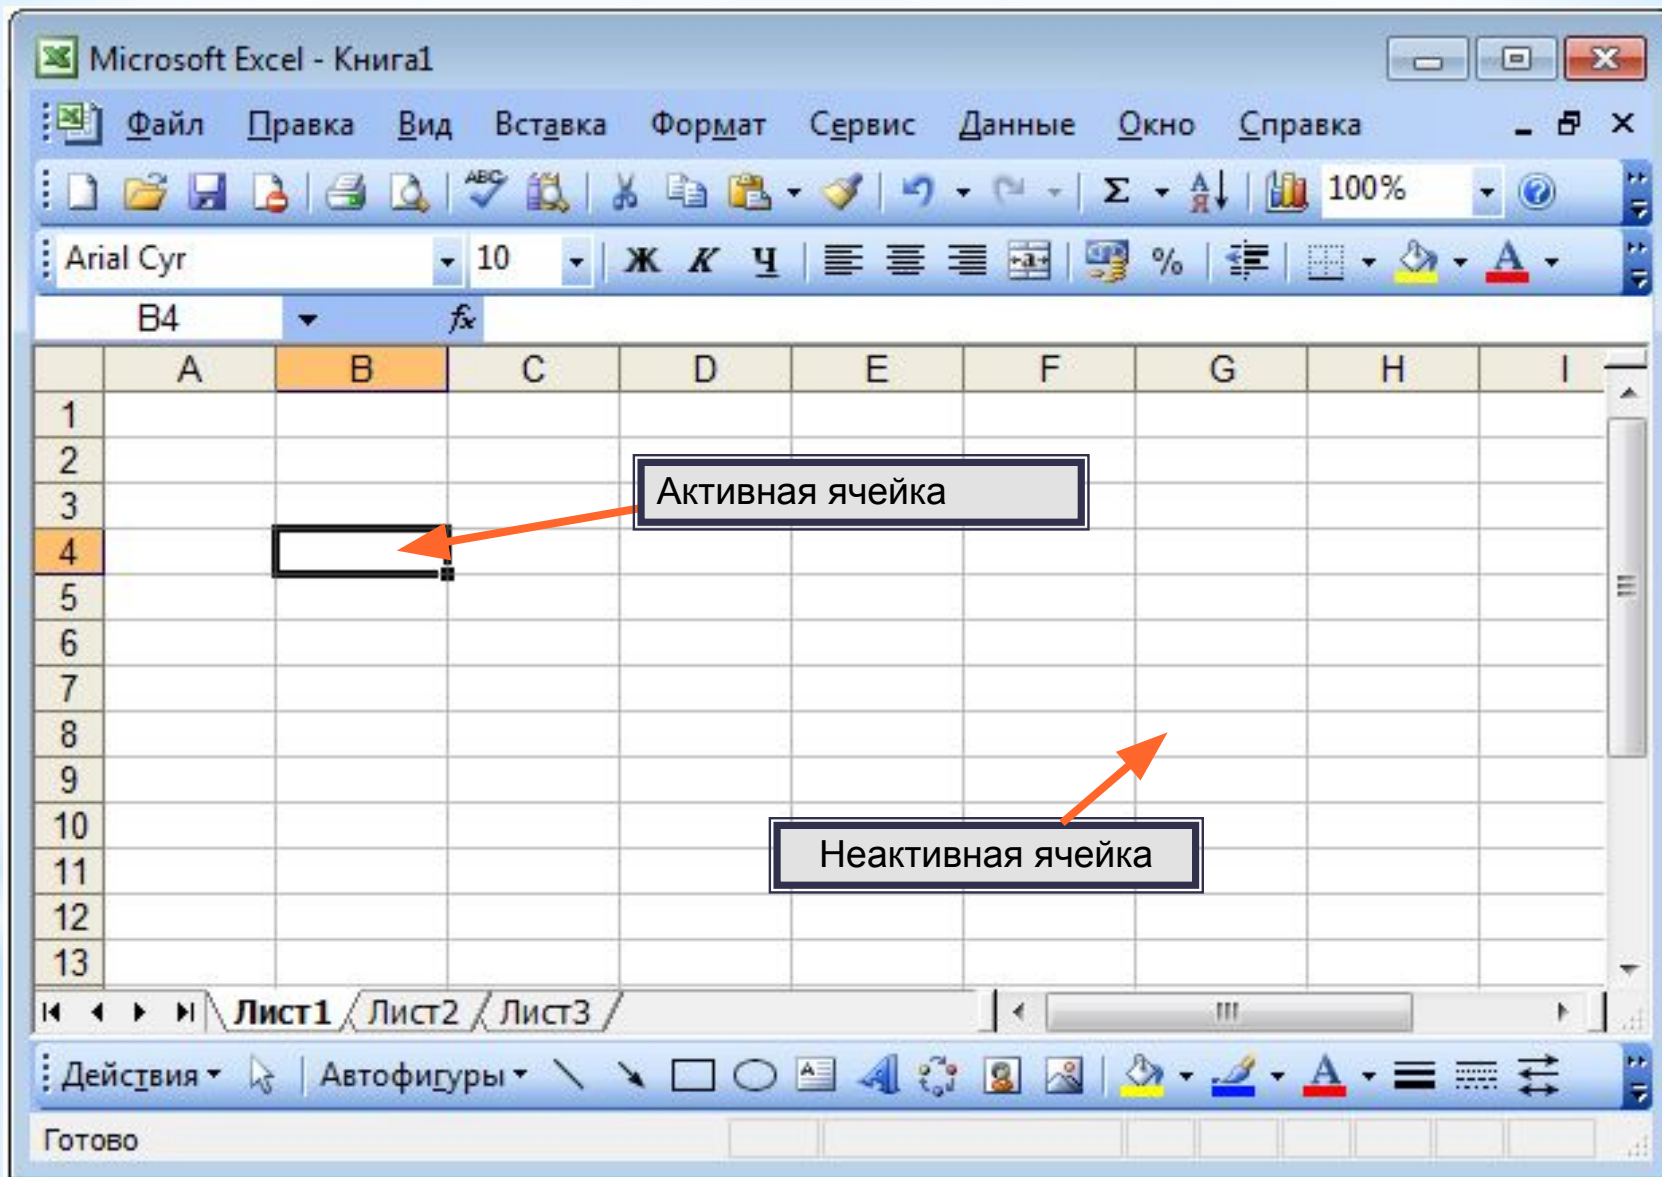 Microsoft Excel - Книга1
Файл Правка Вид Вставка Формат Сервис Данные Окно Справка
ABC Σ А Я 100% ?
Arial Cyr 10 Ж К Ч a % A
B4 fx
A B C D E F G H I
1
2
Активная ячейка
3
4
5
6
7
8
9
10
Неактивная ячейка
11
12
13
Лист1 Лист2 Лист3
Действия Автофигуры A A A
Готово